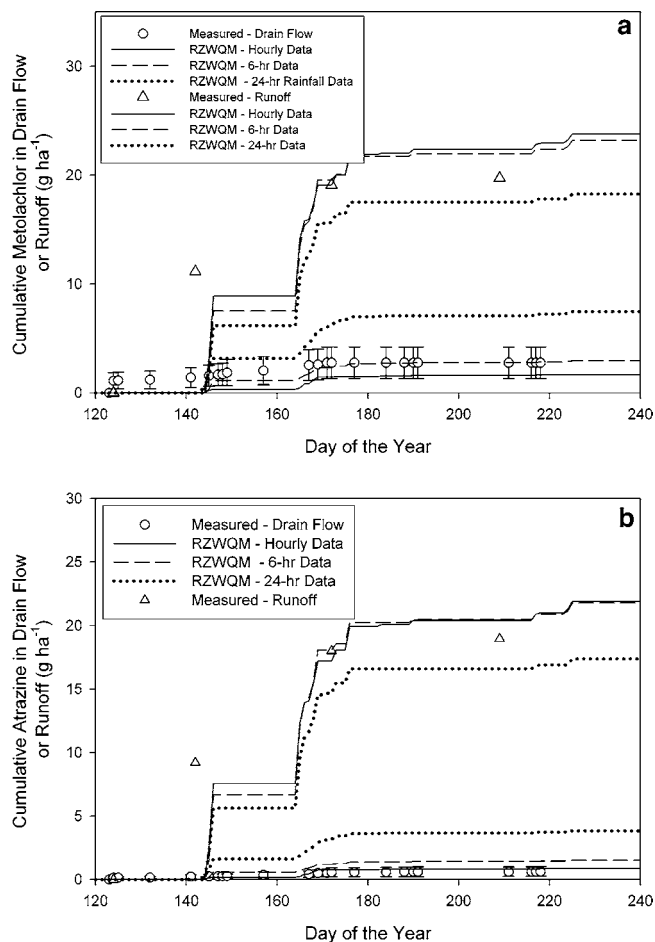 a
Measured - Drain Flow
RZWQM - Hourly Data
RZWQM - 6-hr Data
RZWQM - 24-hr Rainfall Data
Measured - Runoff
RZWQM - Hourly Data
RZWQM - 6-hr Data
RZWQM - 24-hr Data
Cumulative Metolachlor in Drain Flow
or Runoff (g ha⁻¹)
30
20
10
0
120 140 160 180 200 220 240
Day of the Year
b
Measured - Drain Flow
RZWQM - Hourly Data
RZWQM - 6-hr Data
RZWQM - 24-hr Data
Measured - Runoff
Cumulative Atrazine in Drain Flow
or Runoff (g ha⁻¹)
30
25
20
15
10
5
0
120 140 160 180 200 220 240
Day of the Year